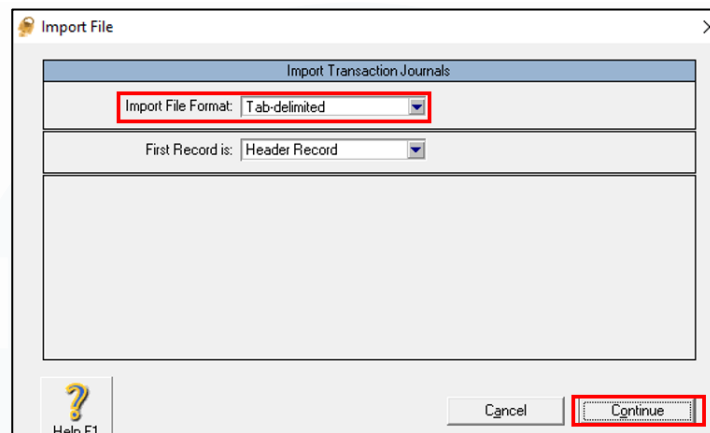 Import File
Import Transaction Journals
Import File Format: Tab-delimited
First Record is: Header Record
Cancel Continue
Help F1